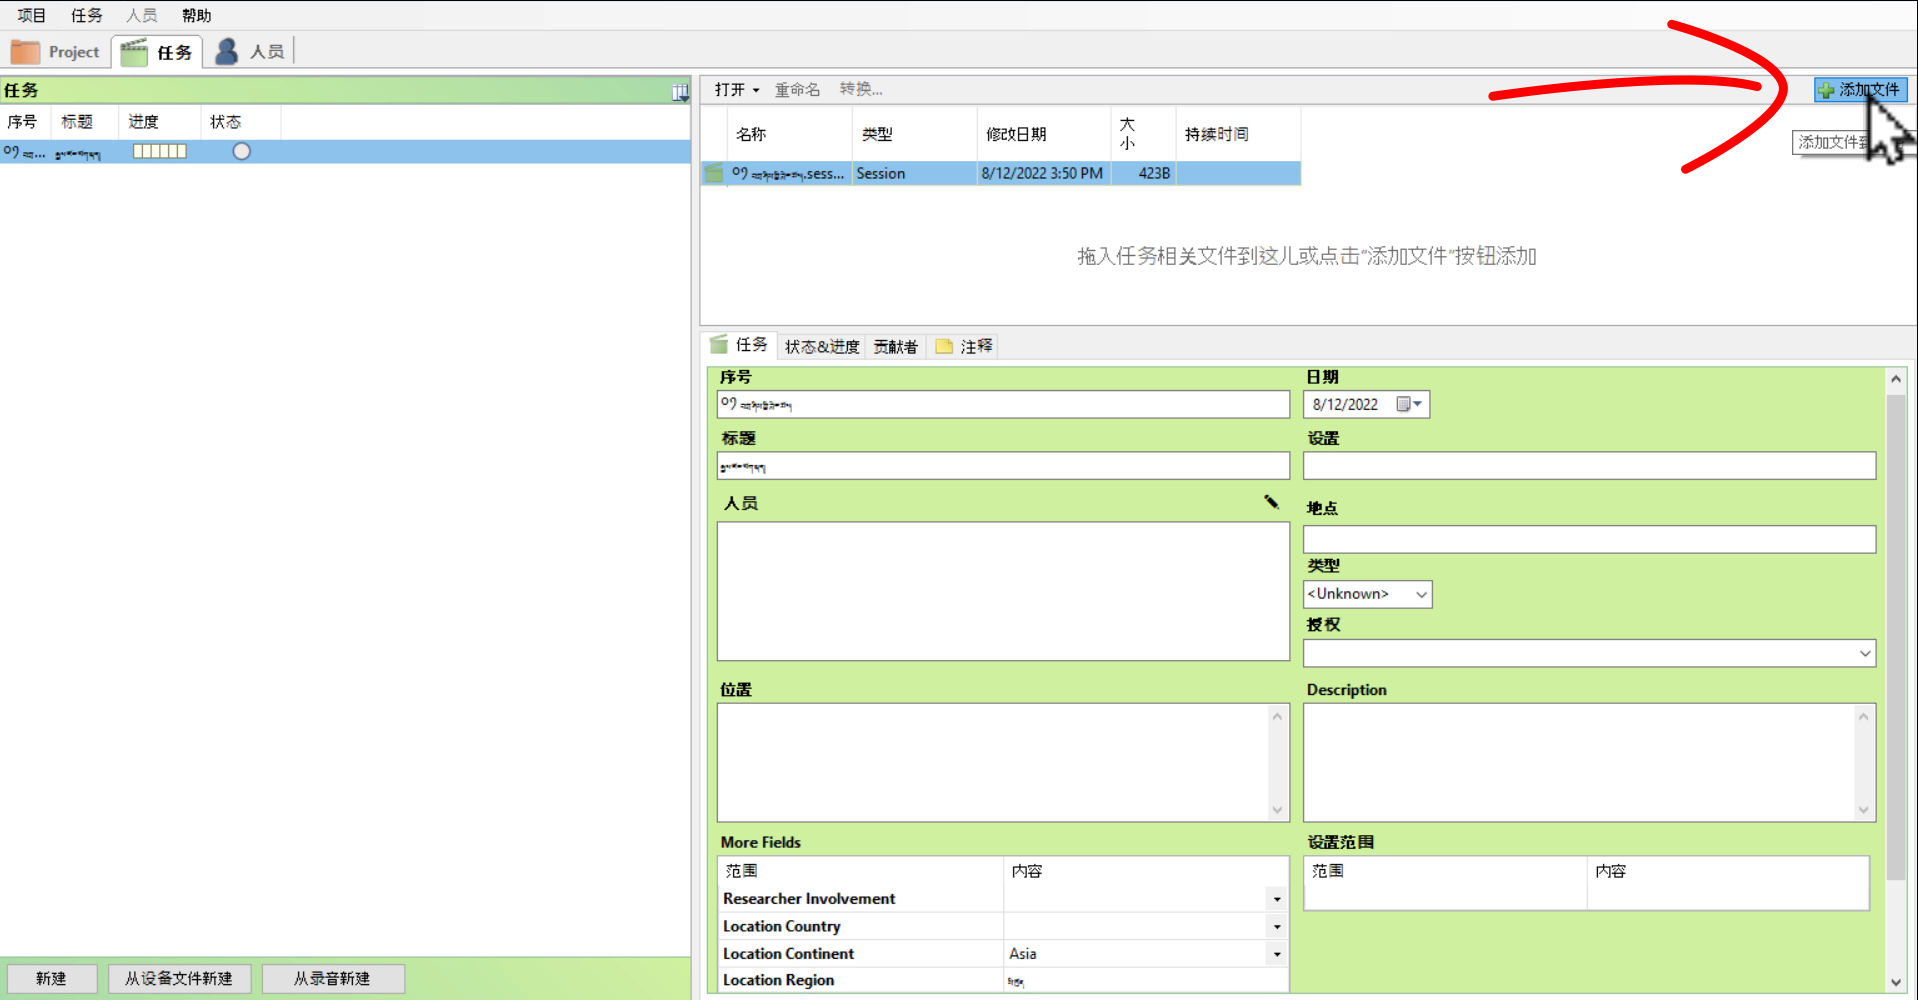 项目 任务 人员 帮助
Project 任务 人员
任务
序号 标题 进度 状态
༠༡
打开 重命名 转换...
添加文件
添加文件到
名称 类型 修改日期 大小 持续时间
༠༡ .sess... Session 8/12/2022 3:50 PM 423B
拖入任务相关文件到这儿或点击"添加文件"按钮添加
任务 状态&进度 贡献者 注释
序号
༠༡
日期
8/12/2022
标题
设置
人员
地点
类型
<Unknown>
授权
位置
Description
More Fields
范围 内容
Researcher Involvement
Location Country
Location Continent Asia
Location Region
设置范围
范围 内容
新建 从设备文件新建 从录音新建